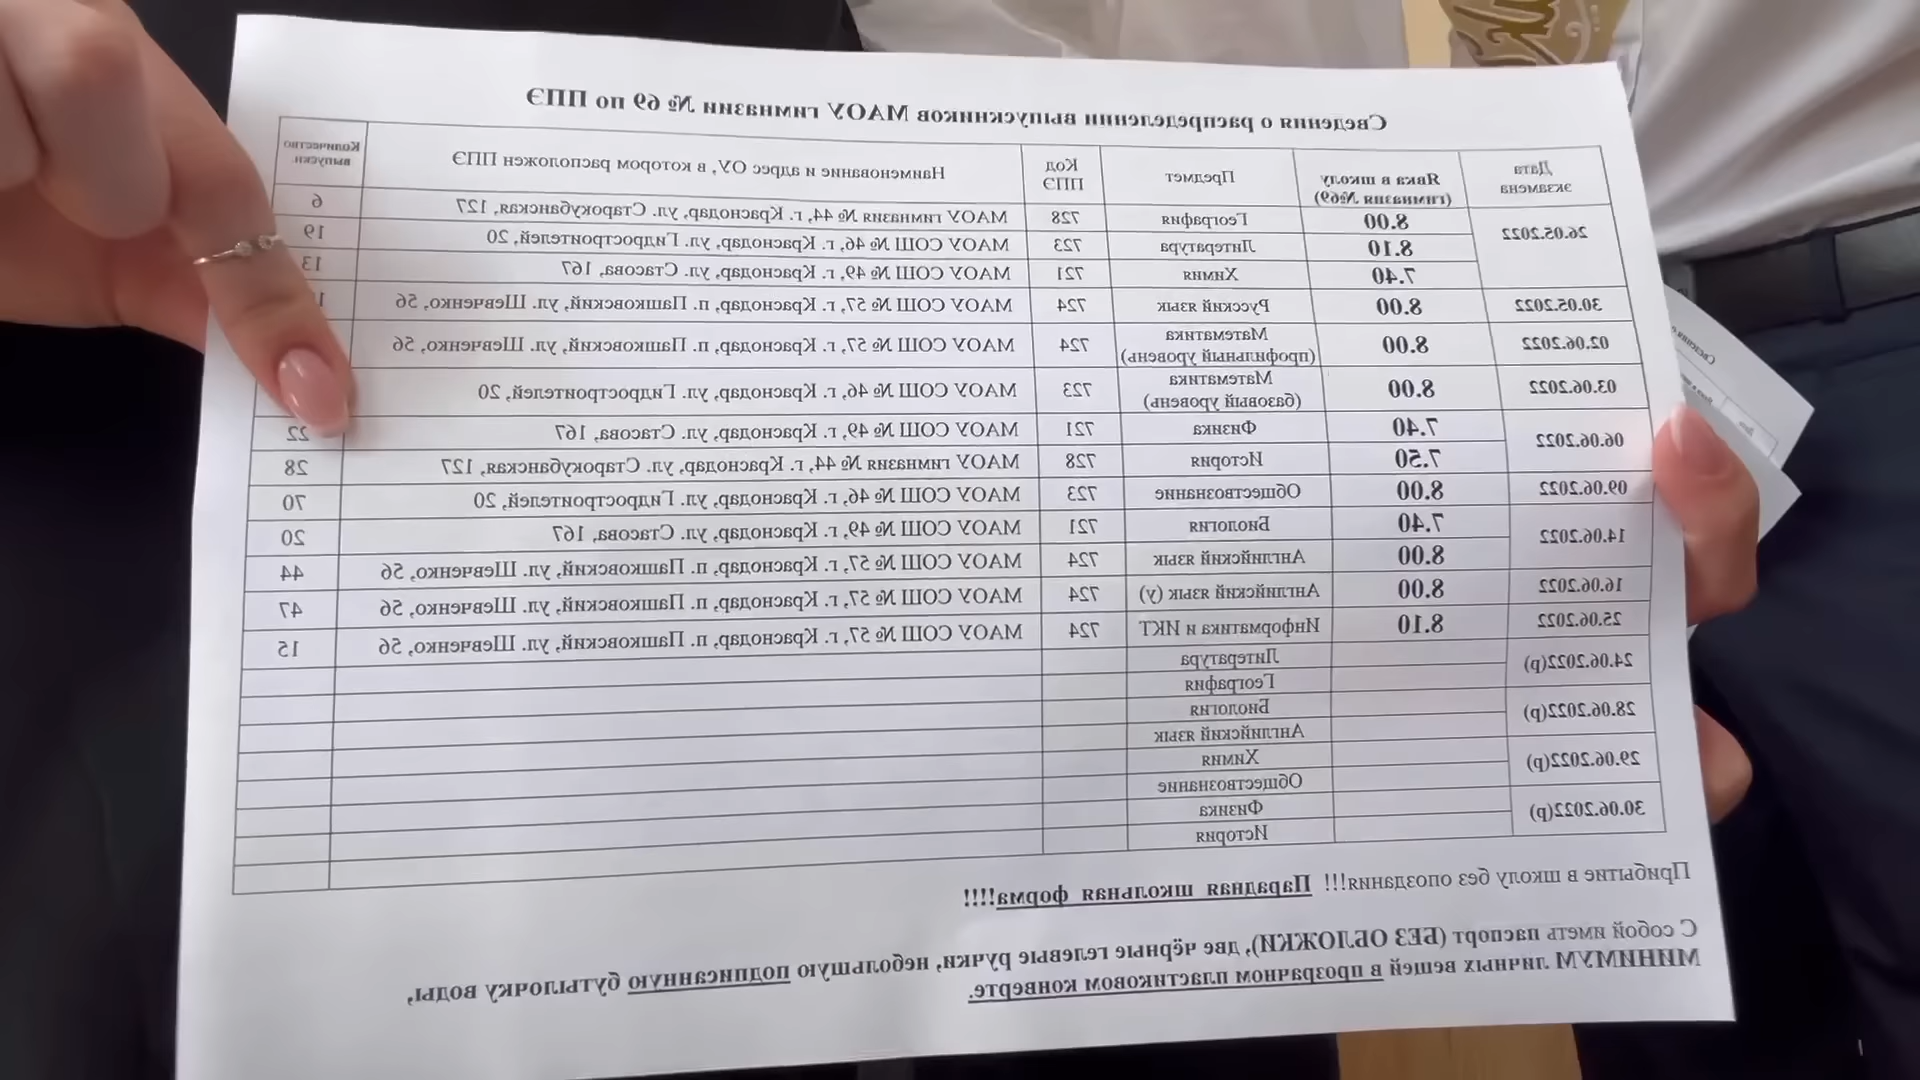 Сведения о распределении выпускников МАОУ гимназии № 69 по ППЭ
Дата экзамена | Явка в школу (гимназия №69) | Предмет | Код ППЭ | Наименование и адрес ОУ, в котором расположен ППЭ | Количество выпускн.
26.05.2022 | 8.00 | География | 728 | МАОУ гимназия № 44, г. Краснодар, ул. Старокубанская, 127 | 6
8.10 | Литература | 723 | МАОУ СОШ № 46, г. Краснодар, ул. Гидростроителей, 20 | 19
7.40 | Химия | 721 | МАОУ СОШ № 49, г. Краснодар, ул. Стасова, 167 | 13
30.05.2022 | 8.00 | Русский язык | 724 | МАОУ СОШ № 57, г. Краснодар, п. Пашковский, ул. Шевченко, 56
02.06.2022 | 8.00 | Математика (профильный уровень) | 724 | МАОУ СОШ № 57, г. Краснодар, п. Пашковский, ул. Шевченко, 56
03.06.2022 | 8.00 | Математика (базовый уровень) | 723 | МАОУ СОШ № 46, г. Краснодар, ул. Гидростроителей, 20
06.06.2022 | 7.40 | Физика | 721 | МАОУ СОШ № 49, г. Краснодар, ул. Стасова, 167 | 22
7.50 | История | 728 | МАОУ гимназия № 44, г. Краснодар, ул. Старокубанская, 127 | 28
09.06.2022 | 8.00 | Обществознание | 723 | МАОУ СОШ № 46, г. Краснодар, ул. Гидростроителей, 20 | 70
14.06.2022 | 7.40 | Биология | 721 | МАОУ СОШ № 49, г. Краснодар, ул. Стасова, 167 | 20
8.00 | Английский язык | 724 | МАОУ СОШ № 57, г. Краснодар, п. Пашковский, ул. Шевченко, 56 | 44
16.06.2022 | 8.00 | Английский язык (у) | 724 | МАОУ СОШ № 57, г. Краснодар, п. Пашковский, ул. Шевченко, 56 | 47
25.06.2022 | 8.10 | Информатика и ИКТ | 724 | МАОУ СОШ № 57, г. Краснодар, п. Пашковский, ул. Шевченко, 56 | 15
24.06.2022(р) | Литература
География
28.06.2022(р) | Биология
Английский язык
29.06.2022(р) | Химия
Обществознание
30.06.2022(р) | Физика
История
Прибытие в школу без опоздания!!! Парадная школьная форма!!!!
С собой иметь паспорт (БЕЗ ОБЛОЖКИ), две чёрные гелевые ручки, небольшую подписанную бутылочку воды,
МИНИМУМ личных вещей в прозрачном пластиковом конверте.